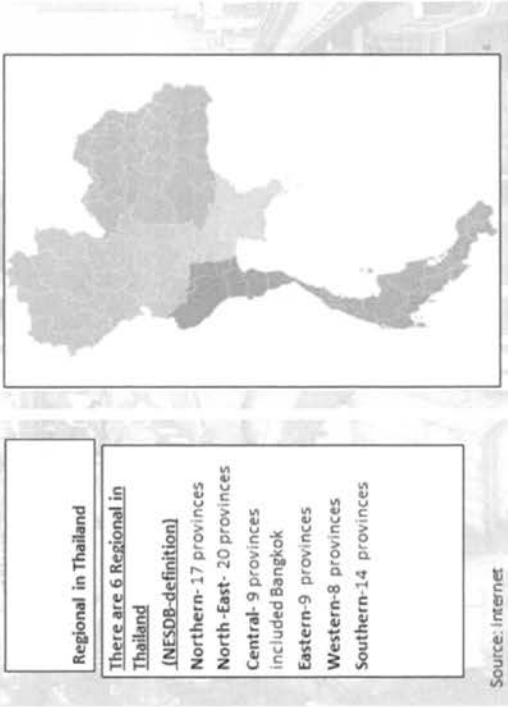 Regional in Thailand
There are 6 Regional in
Thailand
(NESDB-definition)
Northern- 17 provinces
North-East- 20 provinces
Central- 9 provinces
included Bangkok
Eastern-9 provinces
Western-8 provinces
Southern-14 provinces
Source: Internet